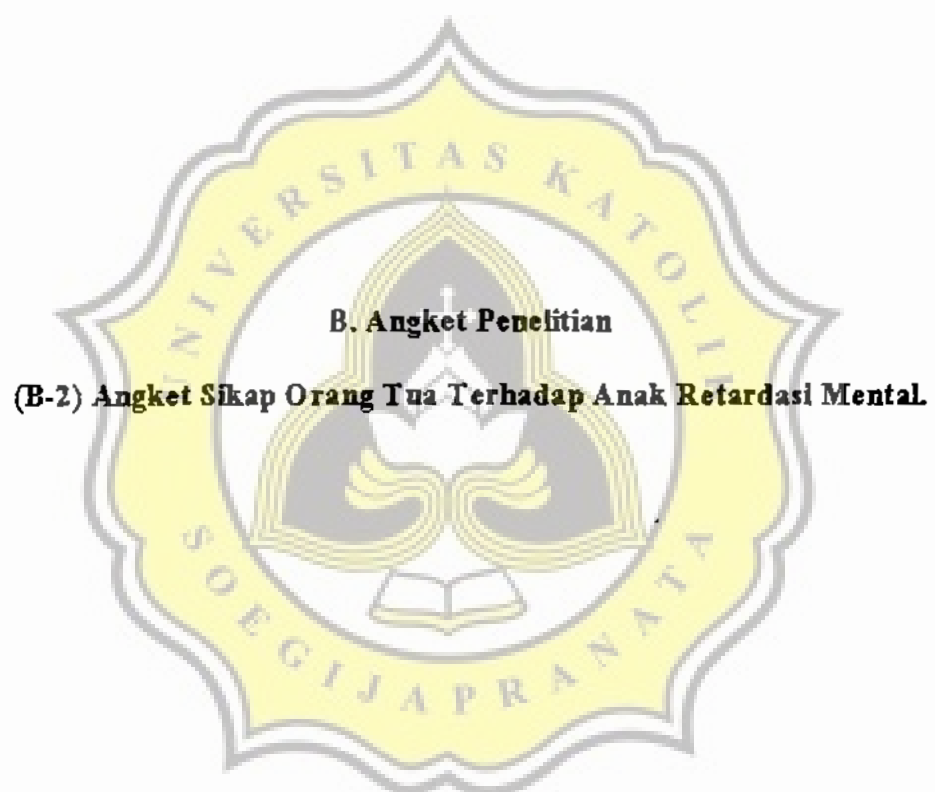 UNIVERSITAS KATOLIK
B. Angket Penelitian
(B-2) Angket Sikap Orang Tua Terhadap Anak Retardasi Mental.
SOEGIJAPRANATA